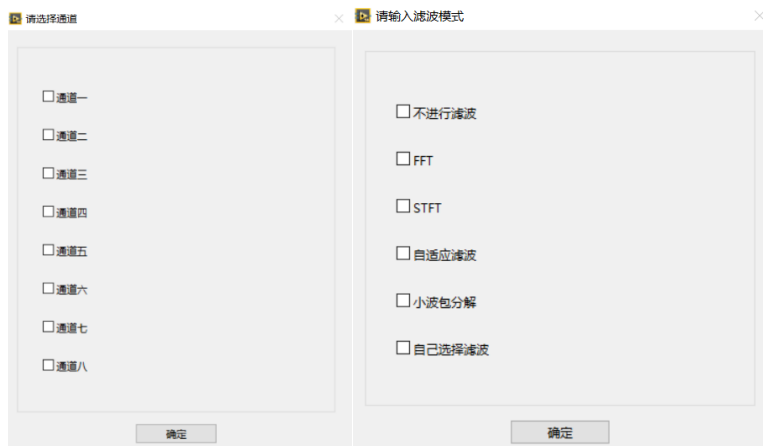 请选择通道
通道一
通道二
通道三
通道四
通道五
通道六
通道七
通道八
确定
请输入滤波模式
不进行滤波
FFT
STFT
自适应滤波
小波包分解
自己选择滤波
确定